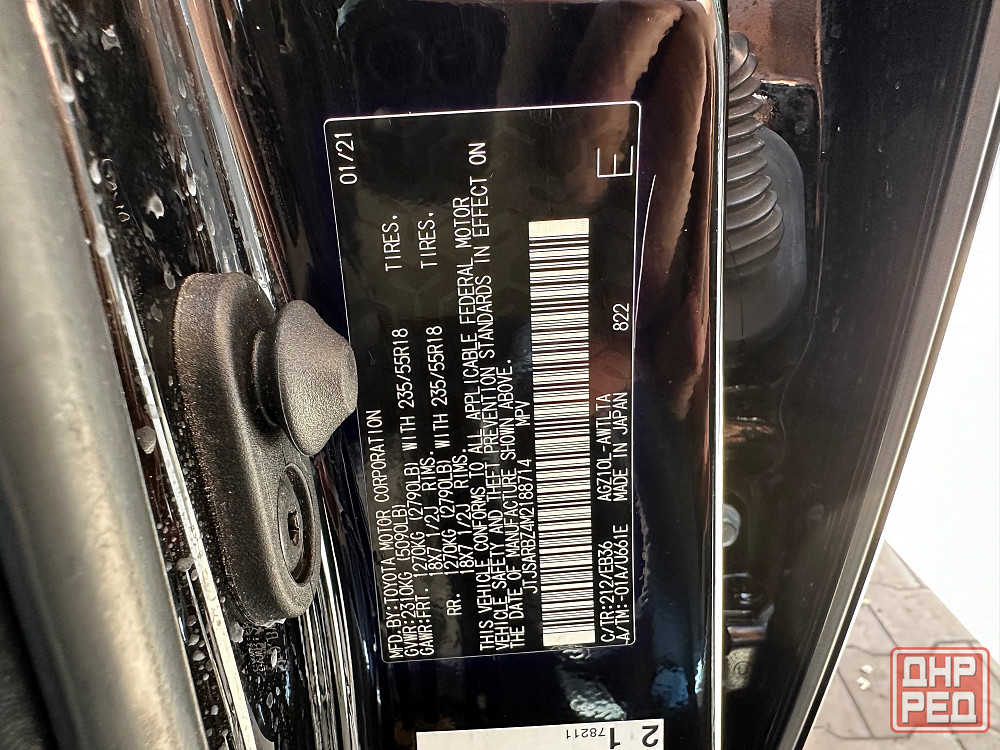 01/21
MFD.BY:TOYOTA MOTOR CORPORATION
GVWR:2310KG (5090LB)
GAWR:FRT. 1270KG (2790LB) WITH 235/55R18 TIRES.
18X7 1/2J RIMS.
RR. 1270KG (2790LB) WITH 235/55R18 TIRES.
18X7 1/2J RIMS.
THIS VEHICLE CONFORMS TO ALL APPLICABLE FEDERAL MOTOR
VEHICLE SAFETY AND THEFT PREVENTION STANDARDS IN EFFECT ON
THE DATE OF MANUFACTURE SHOWN ABOVE.
JTJSARBZ4M2188714 MPV
C/TR:212/EB36 AGZ10L-AWTLTA 822
A/TM:-01A/U661E MADE IN JAPAN
E
2
1
78211
ДНР
РЕД